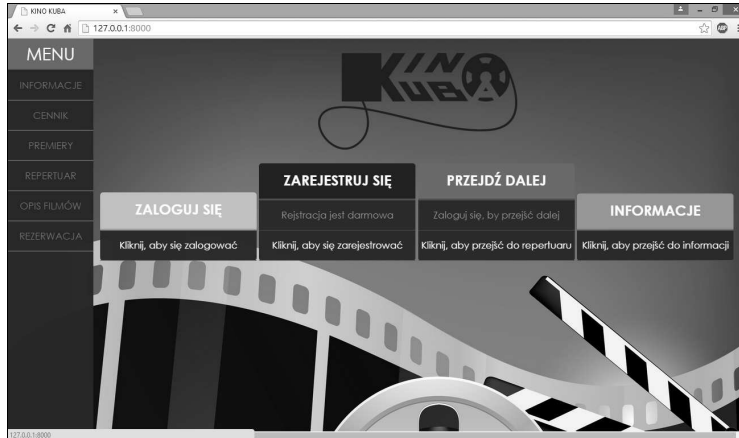 KINO KUBA
127.0.0.1:8000
ABP
MENU
INFORMACJE
CENNIK
PREMIERY
REPERTUAR
OPIS FILMÓW
REZERWACJA
KINO
KUBA
ZALOGUJ SIĘ
Kliknij, aby się zalogować
ZAREJESTRUJ SIĘ
Rejstracja jest darmowa
Kliknij, aby się zarejestrować
PRZEJDŹ DALEJ
Zaloguj się, by przejść dalej
Kliknij, aby przejść do repertuaru
INFORMACJE
Kliknij, aby przejść do informacji
127.0.0.1:8000